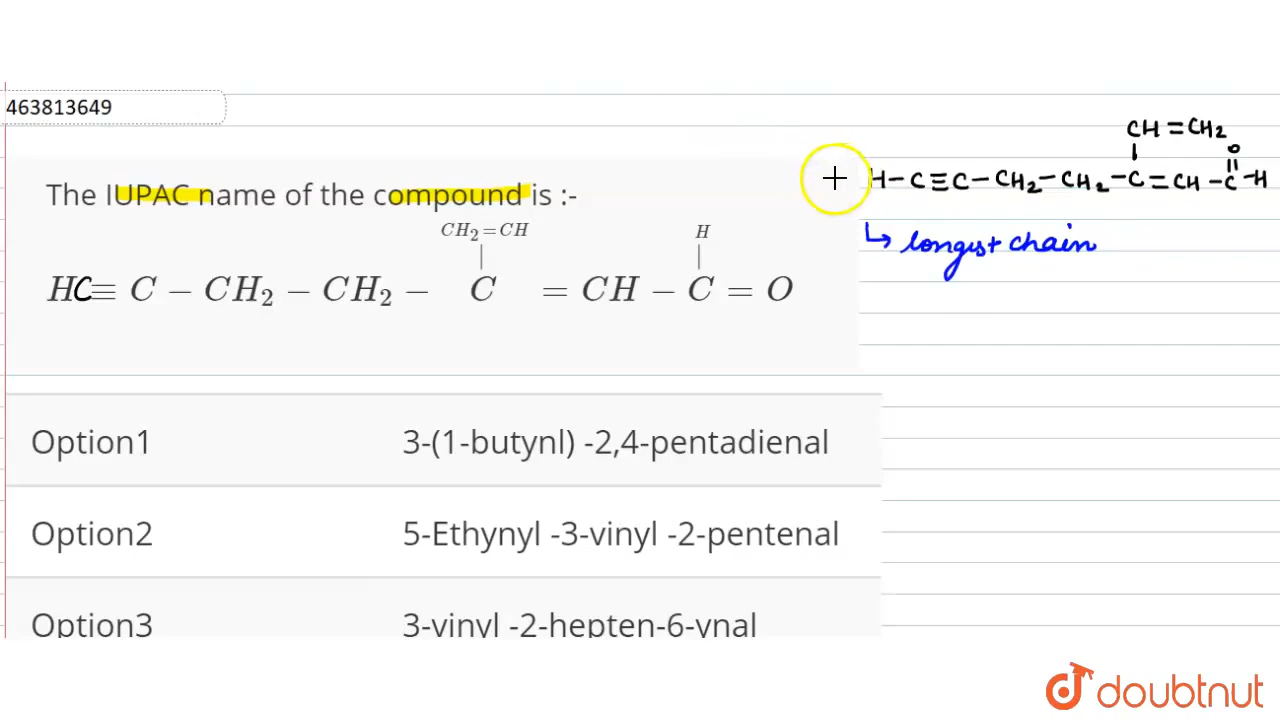 463813649
The IUPAC name of the compound is :-
CH₂=CH H
| |
HC≡C − CH₂ − CH₂ − C = CH − C = O
CH=CH₂
| O
H-C≡C-CH₂-CH₂-C=CH-C-H
↳ longest chain
Option1 3-(1-butynl) -2,4-pentadienal
Option2 5-Ethynyl -3-vinyl -2-pentenal
Option3 3-vinyl -2-hepten-6-ynal
doubtnut